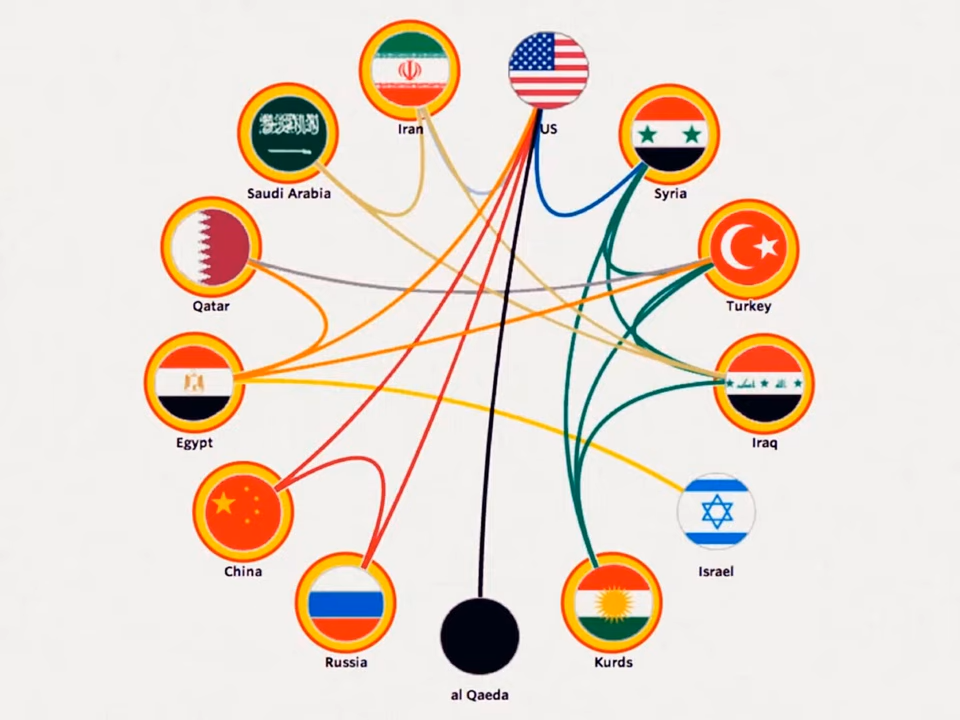 Iran
US
Saudi Arabia
Syria
Qatar
Turkey
Egypt
Iraq
China
Israel
Russia
Kurds
al Qaeda